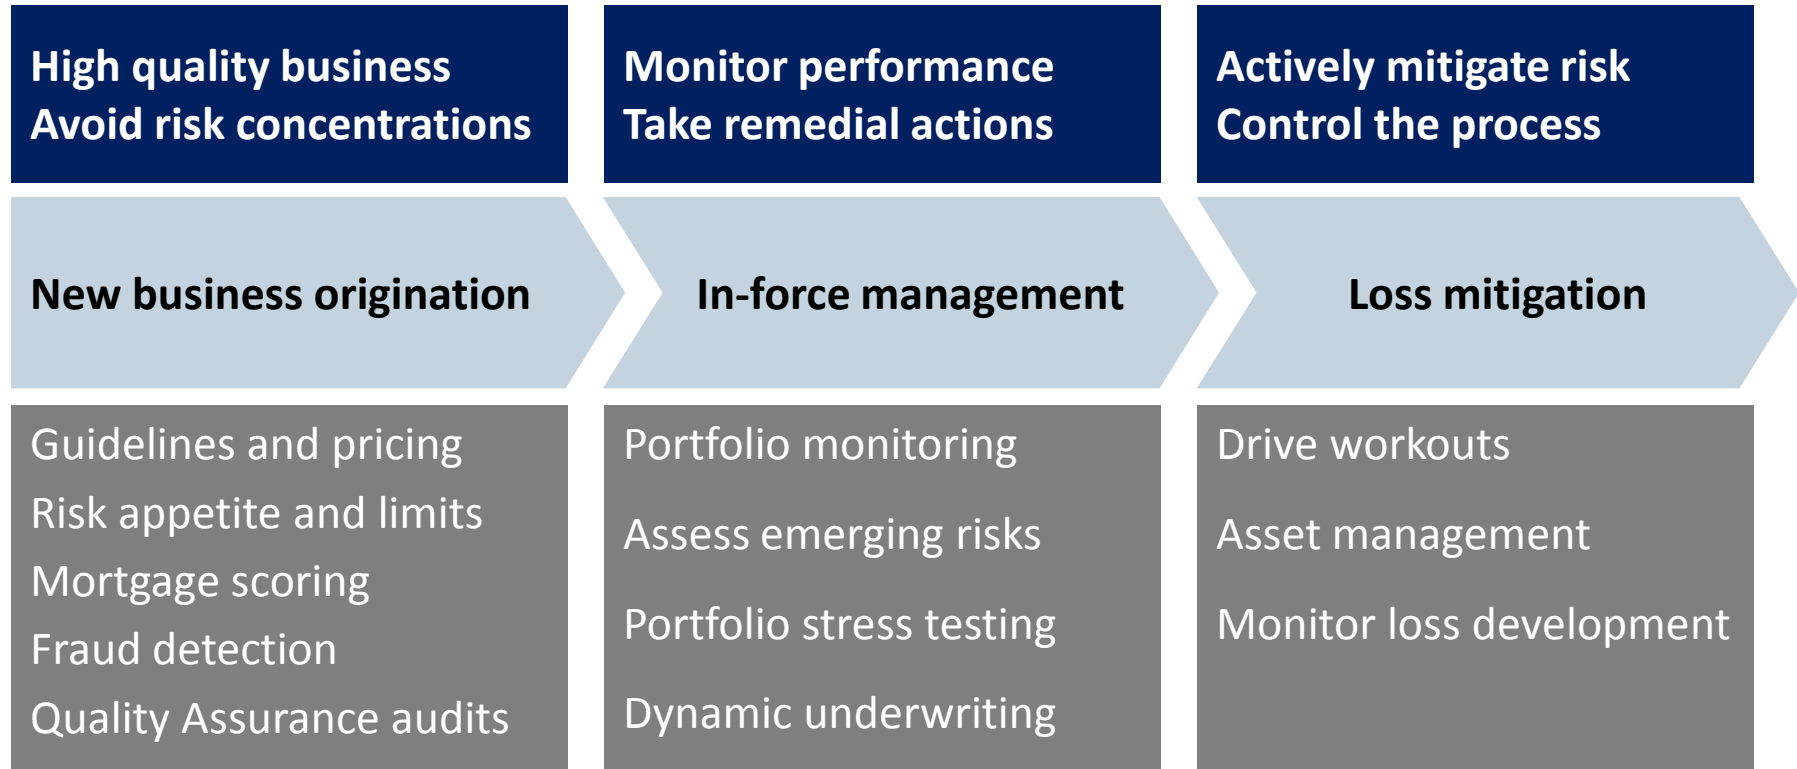 High quality business
Avoid risk concentrations
Monitor performance
Take remedial actions
Actively mitigate risk
Control the process
New business origination
In-force management
Loss mitigation
Guidelines and pricing
Risk appetite and limits
Mortgage scoring
Fraud detection
Quality Assurance audits
Portfolio monitoring
Assess emerging risks
Portfolio stress testing
Dynamic underwriting
Drive workouts
Asset management
Monitor loss development